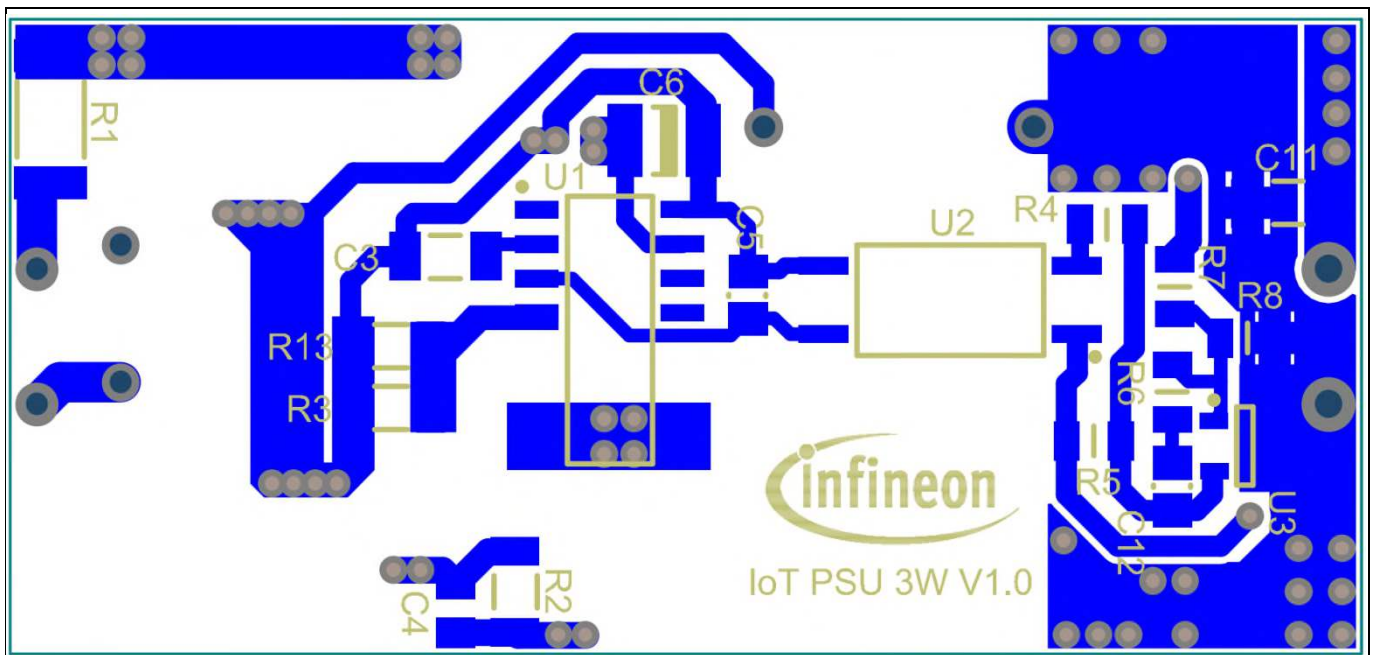 C6
R1
C11
U1
R4
U2
C5
C3
R7
R8
R13
R6
R3
infineon
R5
U3
C12
IoT PSU 3W V1.0
R2
C4